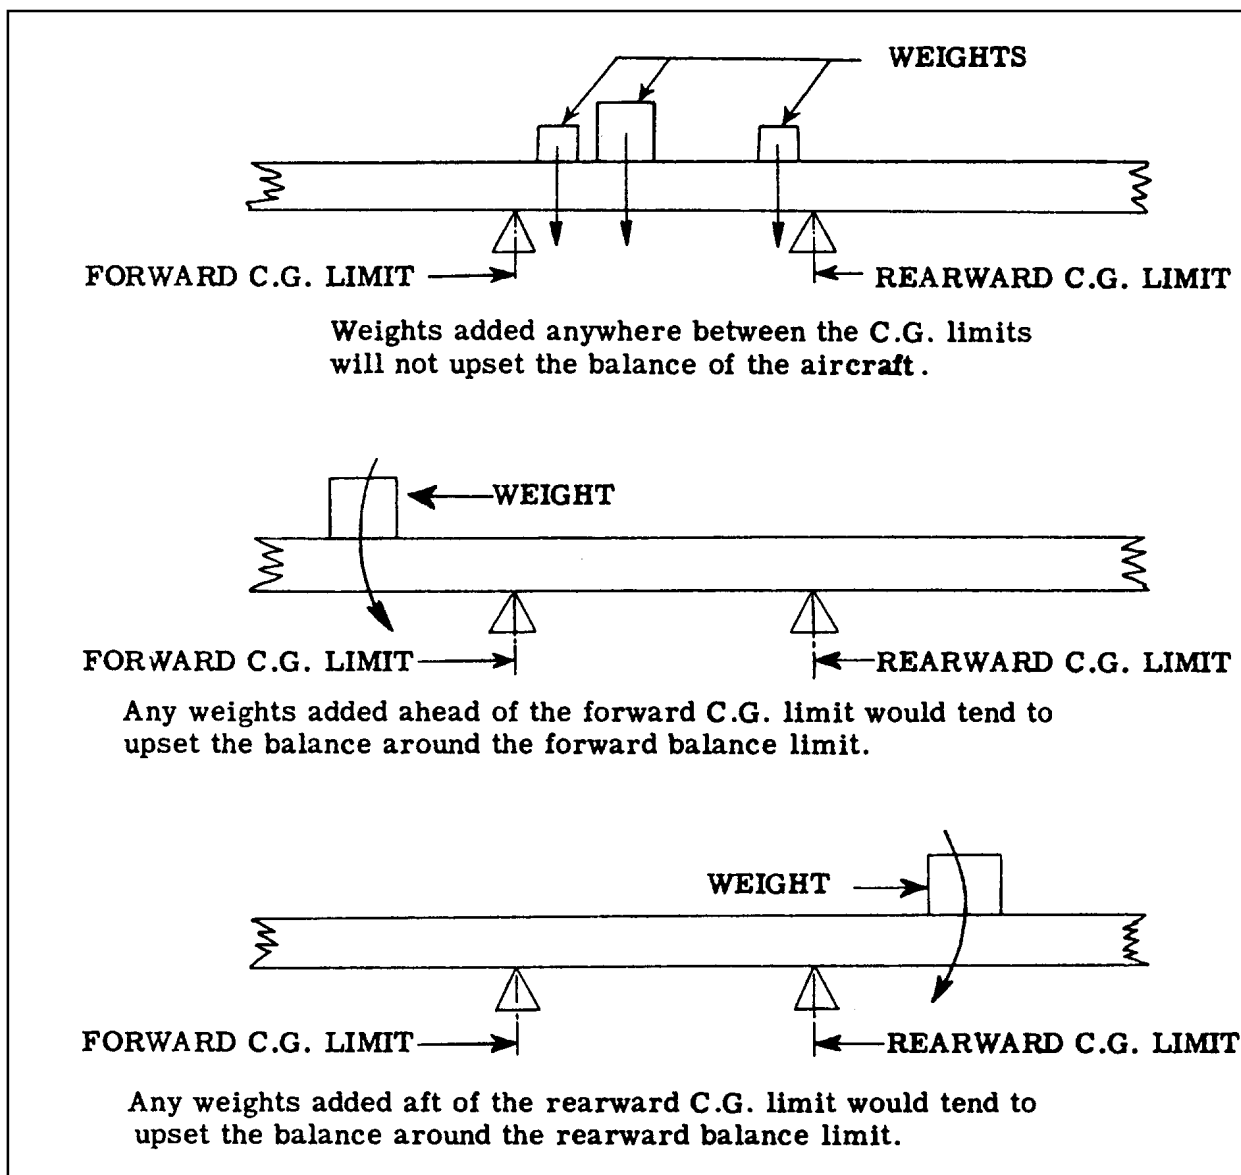 WEIGHTS
FORWARD C.G. LIMIT
REARWARD C.G. LIMIT
Weights added anywhere between the C.G. limits
will not upset the balance of the aircraft.
WEIGHT
FORWARD C.G. LIMIT
REARWARD C.G. LIMIT
Any weights added ahead of the forward C.G. limit would tend to
upset the balance around the forward balance limit.
WEIGHT
FORWARD C.G. LIMIT
REARWARD C.G. LIMIT
Any weights added aft of the rearward C.G. limit would tend to
upset the balance around the rearward balance limit.